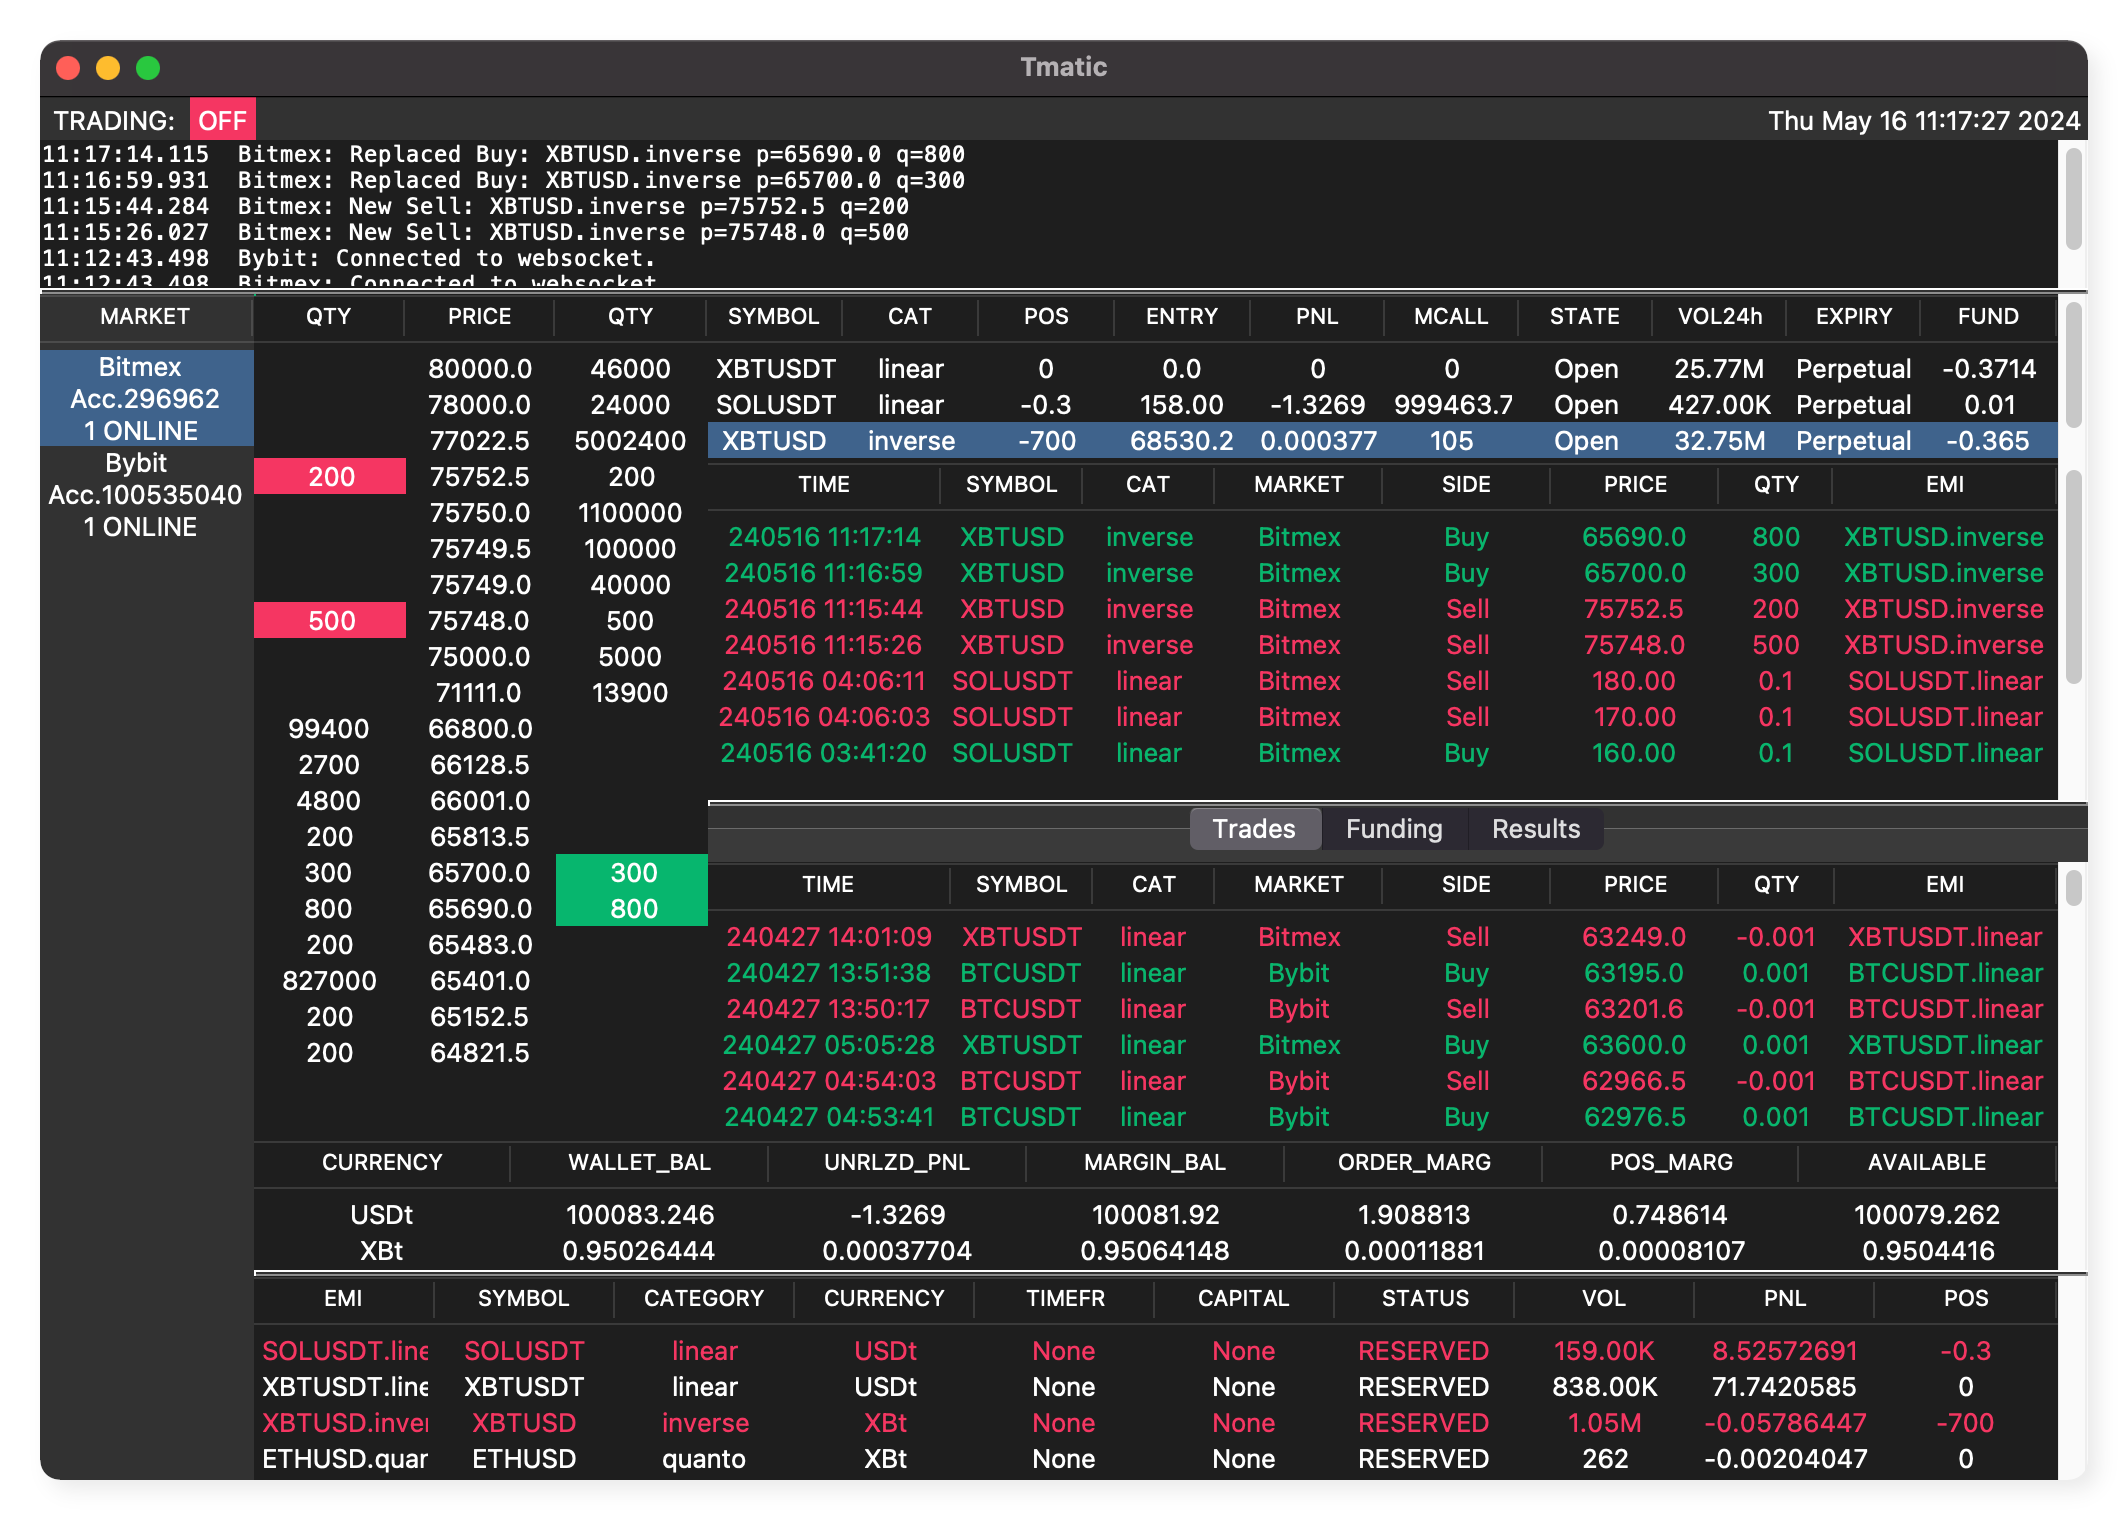 Tmatic
TRADING: OFF Thu May 16 11:17:27 2024
11:17:14.115 Bitmex: Replaced Buy: XBTUSD.inverse p=65690.0 q=800
11:16:59.931 Bitmex: Replaced Buy: XBTUSD.inverse p=65700.0 q=300
11:15:44.284 Bitmex: New Sell: XBTUSD.inverse p=75752.5 q=200
11:15:26.027 Bitmex: New Sell: XBTUSD.inverse p=75748.0 q=500
11:12:43.498 Bybit: Connected to websocket.
11:12:43.498 Bitmex: Connected to websocket
MARKET
Bitmex
Acc.296962
1 ONLINE
Bybit
Acc.100535040
1 ONLINE
QTY PRICE QTY
80000.0 46000
78000.0 24000
77022.5 5002400
200 75752.5 200
75750.0 1100000
75749.5 100000
75749.0 40000
500 75748.0 500
75000.0 5000
71111.0 13900
99400 66800.0
2700 66128.5
4800 66001.0
200 65813.5
300 65700.0 300
800 65690.0 800
200 65483.0
827000 65401.0
200 65152.5
200 64821.5
SYMBOL CAT POS ENTRY PNL MCALL STATE VOL24h EXPIRY FUND
XBTUSDT linear 0 0.0 0 0 Open 25.77M Perpetual -0.3714
SOLUSDT linear -0.3 158.00 -1.3269 999463.7 Open 427.00K Perpetual 0.01
XBTUSD inverse -700 68530.2 0.000377 105 Open 32.75M Perpetual -0.365
TIME SYMBOL CAT MARKET SIDE PRICE QTY EMI
240516 11:17:14 XBTUSD inverse Bitmex Buy 65690.0 800 XBTUSD.inverse
240516 11:16:59 XBTUSD inverse Bitmex Buy 65700.0 300 XBTUSD.inverse
240516 11:15:44 XBTUSD inverse Bitmex Sell 75752.5 200 XBTUSD.inverse
240516 11:15:26 XBTUSD inverse Bitmex Sell 75748.0 500 XBTUSD.inverse
240516 04:06:11 SOLUSDT linear Bitmex Sell 180.00 0.1 SOLUSDT.linear
240516 04:06:03 SOLUSDT linear Bitmex Sell 170.00 0.1 SOLUSDT.linear
240516 03:41:20 SOLUSDT linear Bitmex Buy 160.00 0.1 SOLUSDT.linear
Trades Funding Results
TIME SYMBOL CAT MARKET SIDE PRICE QTY EMI
240427 14:01:09 XBTUSDT linear Bitmex Sell 63249.0 -0.001 XBTUSDT.linear
240427 13:51:38 BTCUSDT linear Bybit Buy 63195.0 0.001 BTCUSDT.linear
240427 13:50:17 BTCUSDT linear Bybit Sell 63201.6 -0.001 BTCUSDT.linear
240427 05:05:28 XBTUSDT linear Bitmex Buy 63600.0 0.001 XBTUSDT.linear
240427 04:54:03 BTCUSDT linear Bybit Sell 62966.5 -0.001 BTCUSDT.linear
240427 04:53:41 BTCUSDT linear Bybit Buy 62976.5 0.001 BTCUSDT.linear
CURRENCY WALLET_BAL UNRLZD_PNL MARGIN_BAL ORDER_MARG POS_MARG AVAILABLE
USDt 100083.246 -1.3269 100081.92 1.908813 0.748614 100079.262
XBt 0.95026444 0.00037704 0.95064148 0.00011881 0.00008107 0.9504416
EMI SYMBOL CATEGORY CURRENCY TIMEFR CAPITAL STATUS VOL PNL POS
SOLUSDT.line SOLUSDT linear USDt None None RESERVED 159.00K 8.52572691 -0.3
XBTUSDT.line XBTUSDT linear USDt None None RESERVED 838.00K 71.7420585 0
XBTUSD.inver XBTUSD inverse XBt None None RESERVED 1.05M -0.05786447 -700
ETHUSD.quar ETHUSD quanto XBt None None RESERVED 262 -0.00204047 0